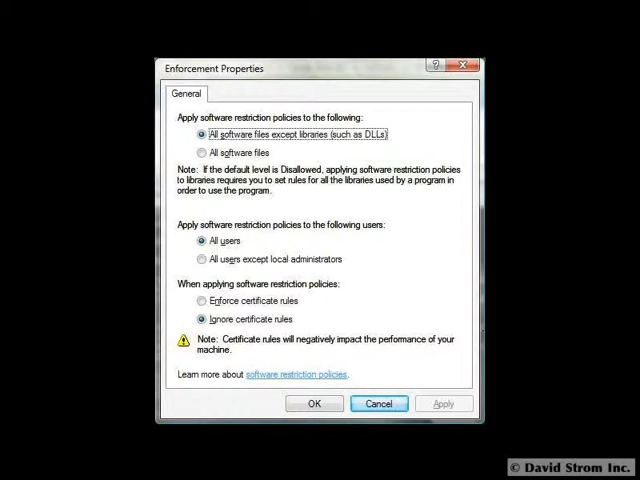 Enforcement Properties
?
General
Apply software restriction policies to the following:
All software files except libraries (such as DLLs)
All software files
Note:  If the default level is Disallowed, applying software restriction policies
to libraries requires you to set rules for all the libraries used by a program in
order to use the program.
Apply software restriction policies to the following users:
All users
All users except local administrators
When applying software restriction policies:
Enforce certificate rules
Ignore certificate rules
Note:  Certificate rules will negatively impact the performance of your
machine.
Learn more about software restriction policies.
OK Cancel Apply
© David Strom Inc.